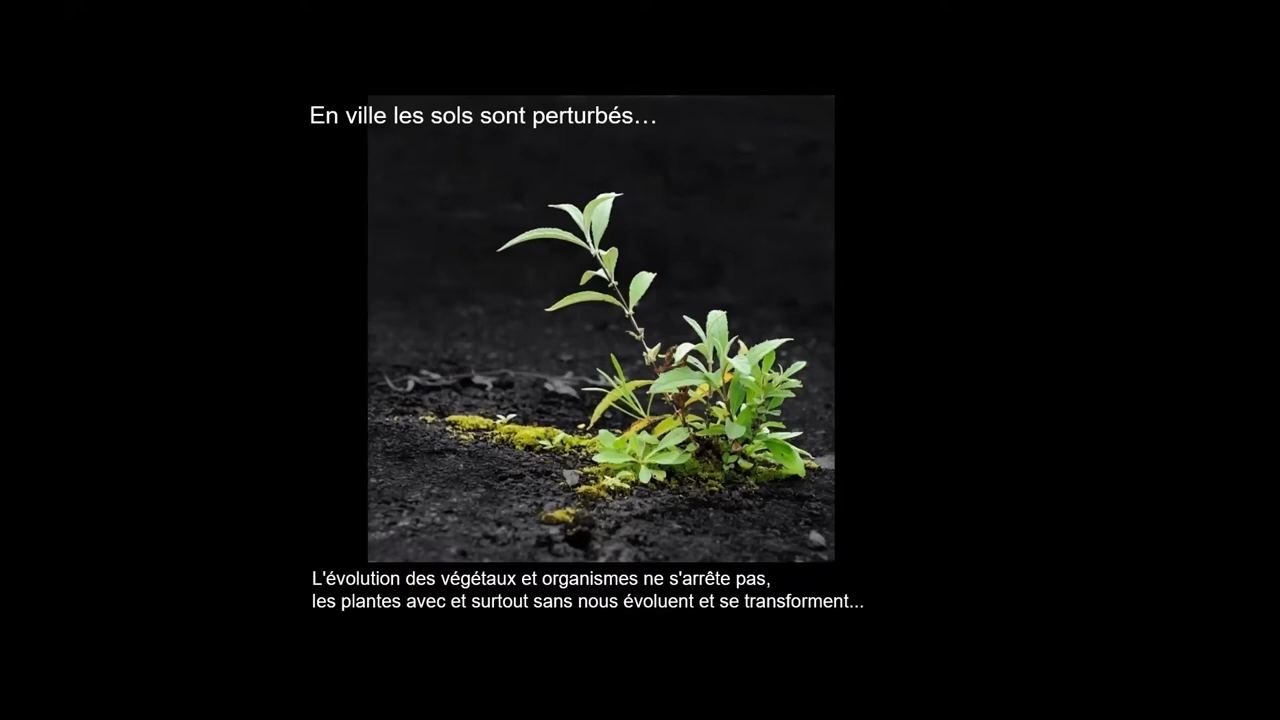 En ville les sols sont perturbés…
L'évolution des végétaux et organismes ne s'arrête pas,
les plantes avec et surtout sans nous évoluent et se transforment...